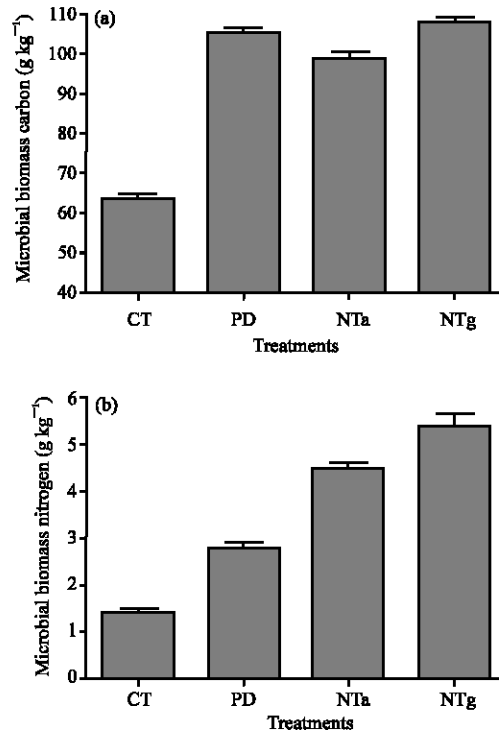 (a)
Microbial biomass carbon (g kg⁻¹)
110
100
90
80
70
60
50
40
CT PD NTa NTg
Treatments
(b)
Microbial biomass nitrogen (g kg⁻¹)
6
5
4
3
2
1
0
CT PD NTa NTg
Treatments